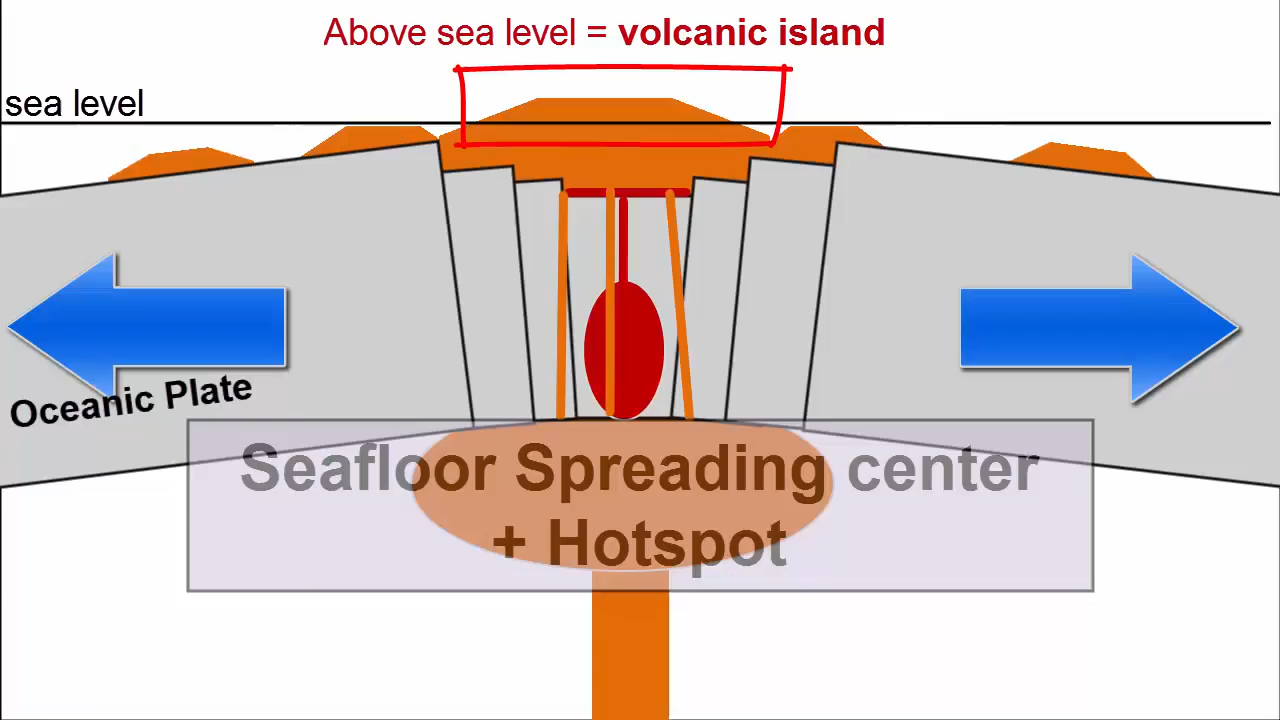 Above sea level = volcanic island
sea level
Oceanic Plate
Seafloor Spreading center
+ Hotspot